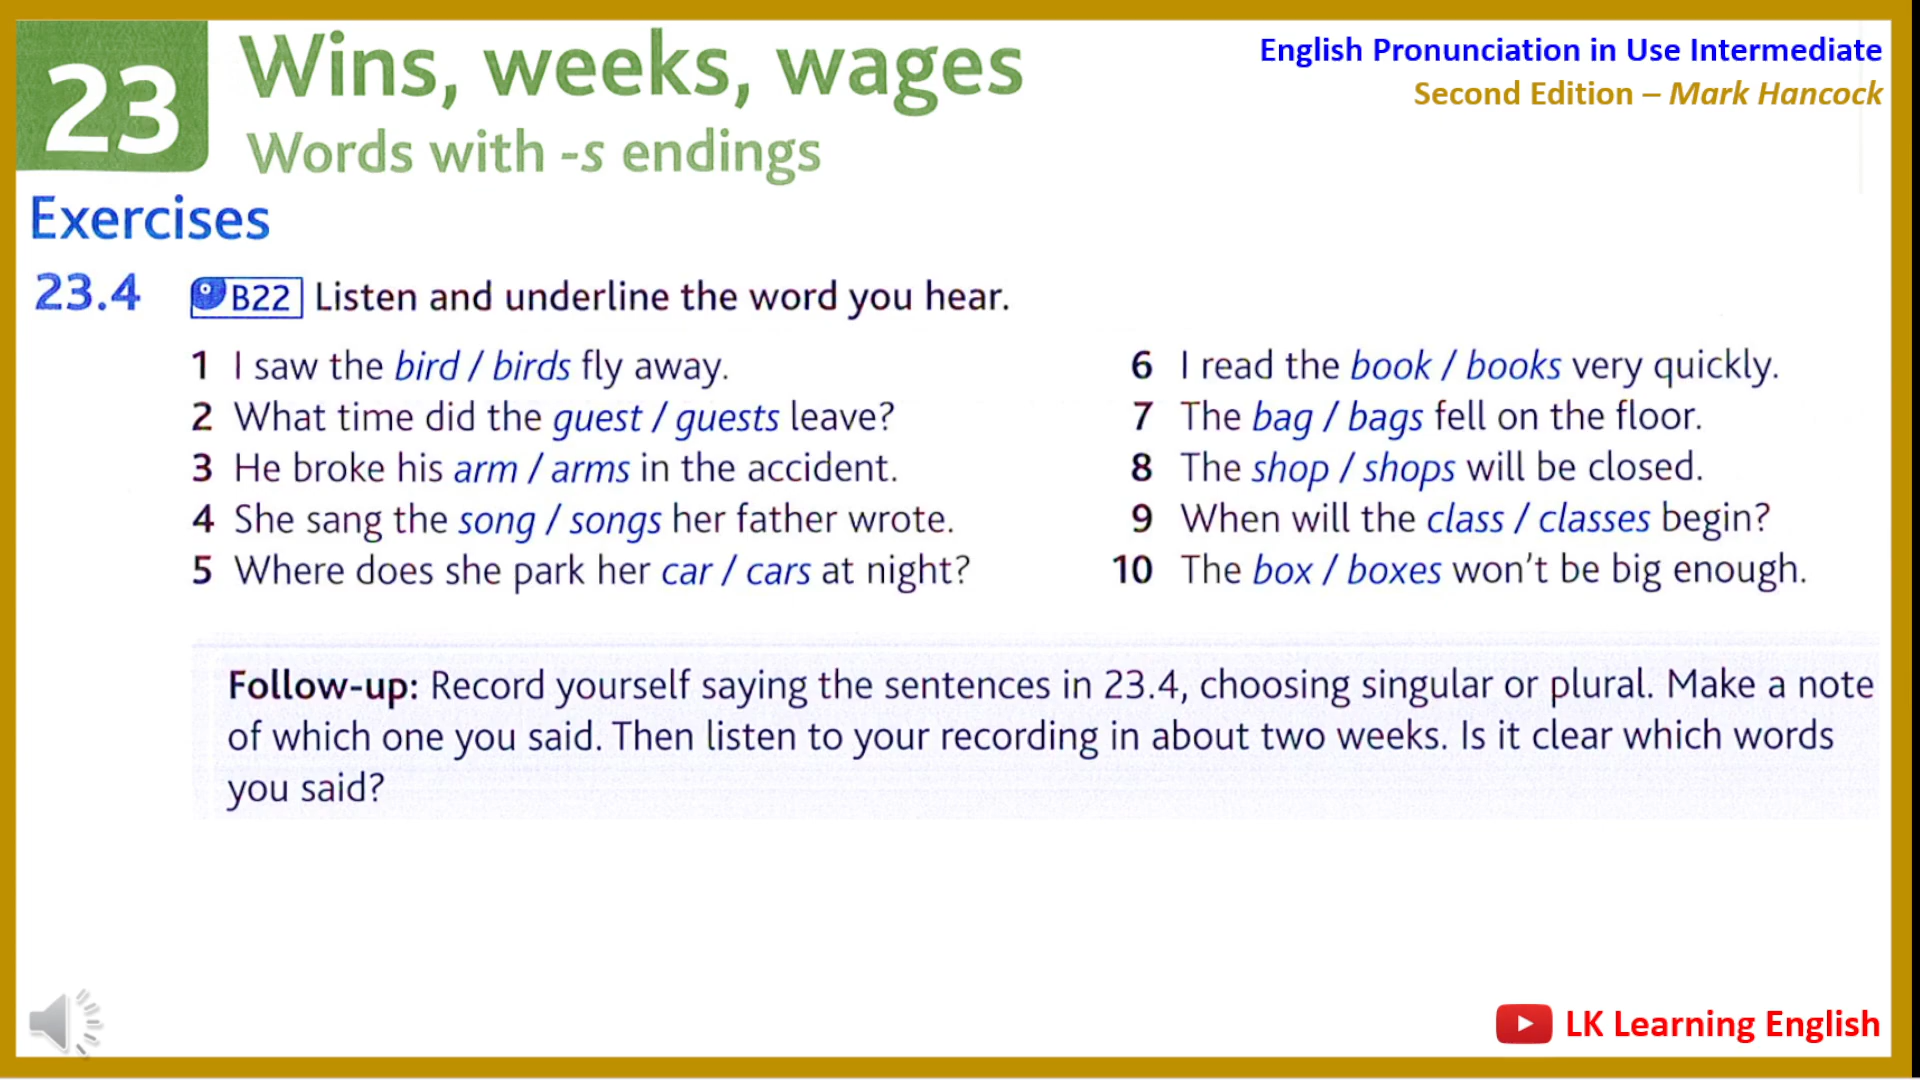 23
Wins, weeks, wages
Words with -s endings
English Pronunciation in Use Intermediate
Second Edition – Mark Hancock
Exercises
23.4 B22 Listen and underline the word you hear.
1 I saw the bird / birds fly away.
2 What time did the guest / guests leave?
3 He broke his arm / arms in the accident.
4 She sang the song / songs her father wrote.
5 Where does she park her car / cars at night?
6 I read the book / books very quickly.
7 The bag / bags fell on the floor.
8 The shop / shops will be closed.
9 When will the class / classes begin?
10 The box / boxes won't be big enough.
Follow-up: Record yourself saying the sentences in 23.4, choosing singular or plural. Make a note
of which one you said. Then listen to your recording in about two weeks. Is it clear which words
you said?
LK Learning English